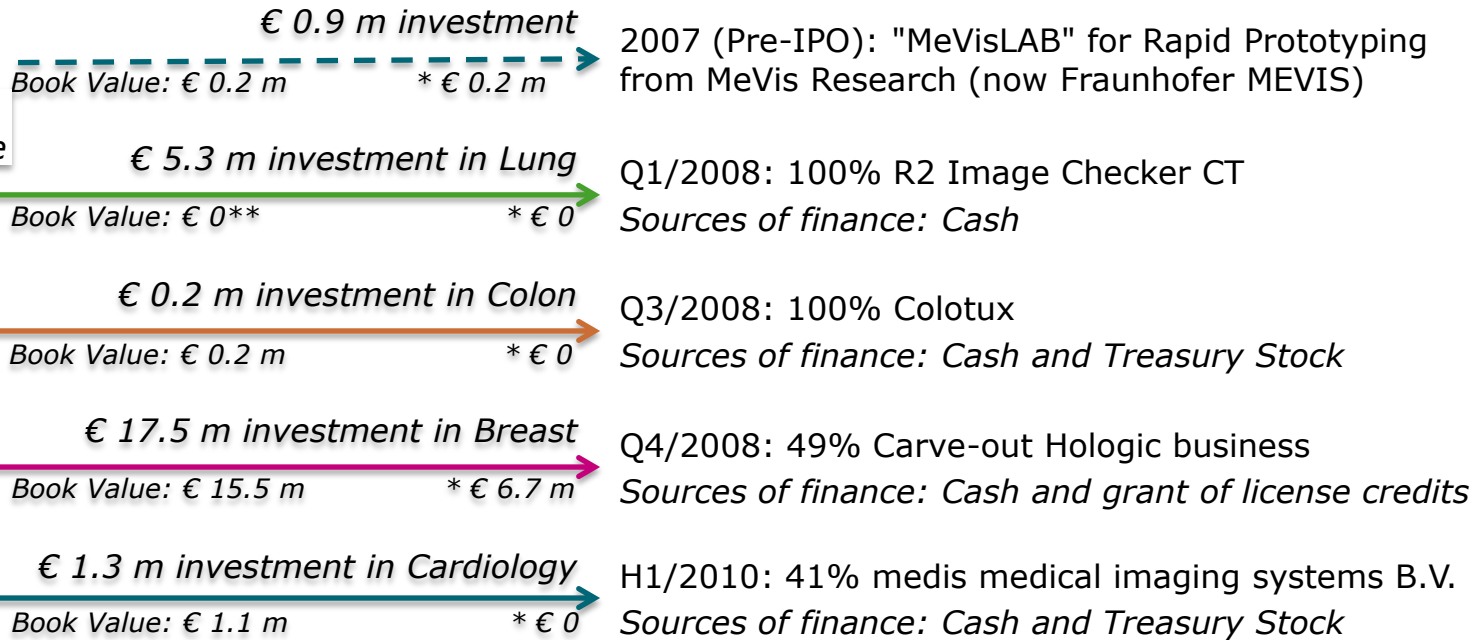 € 0.9 m investment
Book Value: € 0.2 m * € 0.2 m
2007 (Pre-IPO): "MeVisLAB" for Rapid Prototyping
from MeVis Research (now Fraunhofer MEVIS)
€ 5.3 m investment in Lung
Book Value: € 0** * € 0
Q1/2008: 100% R2 Image Checker CT
Sources of finance: Cash
€ 0.2 m investment in Colon
Book Value: € 0.2 m * € 0
Q3/2008: 100% Colotux
Sources of finance: Cash and Treasury Stock
€ 17.5 m investment in Breast
Book Value: € 15.5 m * € 6.7 m
Q4/2008: 49% Carve-out Hologic business
Sources of finance: Cash and grant of license credits
€ 1.3 m investment in Cardiology
Book Value: € 1.1 m * € 0
H1/2010: 41% medis medical imaging systems B.V.
Sources of finance: Cash and Treasury Stock